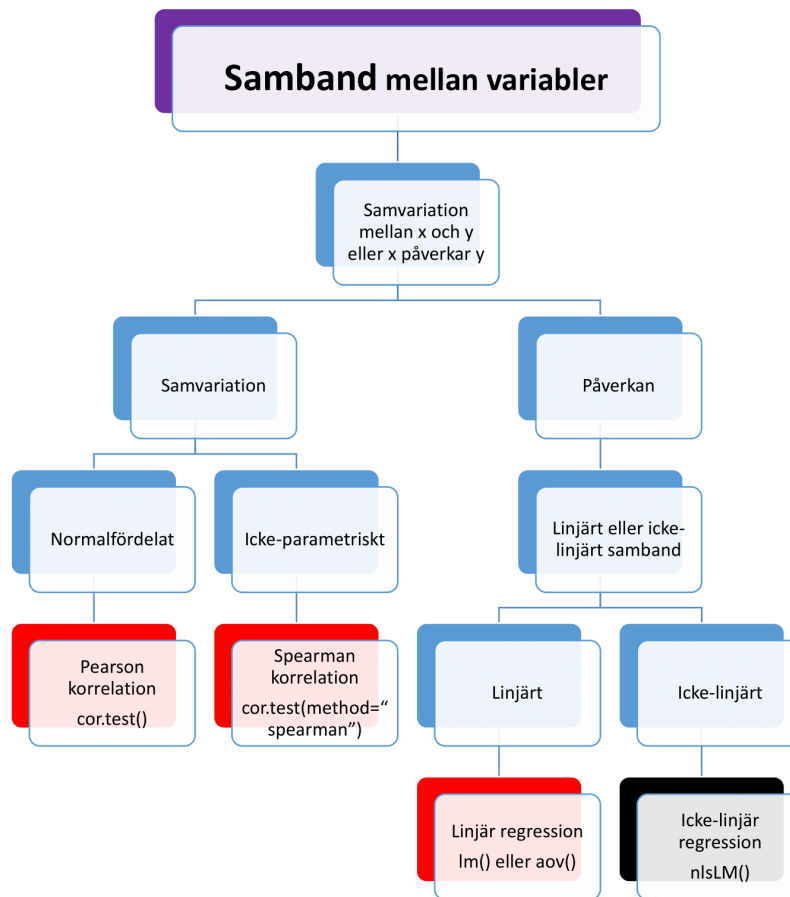 Samband mellan variabler
Samvariation
mellan x och y
eller x påverkar y
Samvariation
Påverkan
Normalfördelat
Icke-parametriskt
Linjärt eller icke-
linjärt samband
Pearson
korrelation
cor.test()
Spearman
korrelation
cor.test(method=“
spearman”)
Linjärt
Icke-linjärt
Linjär regression
lm() eller aov()
Icke-linjär
regression
nlsLM()